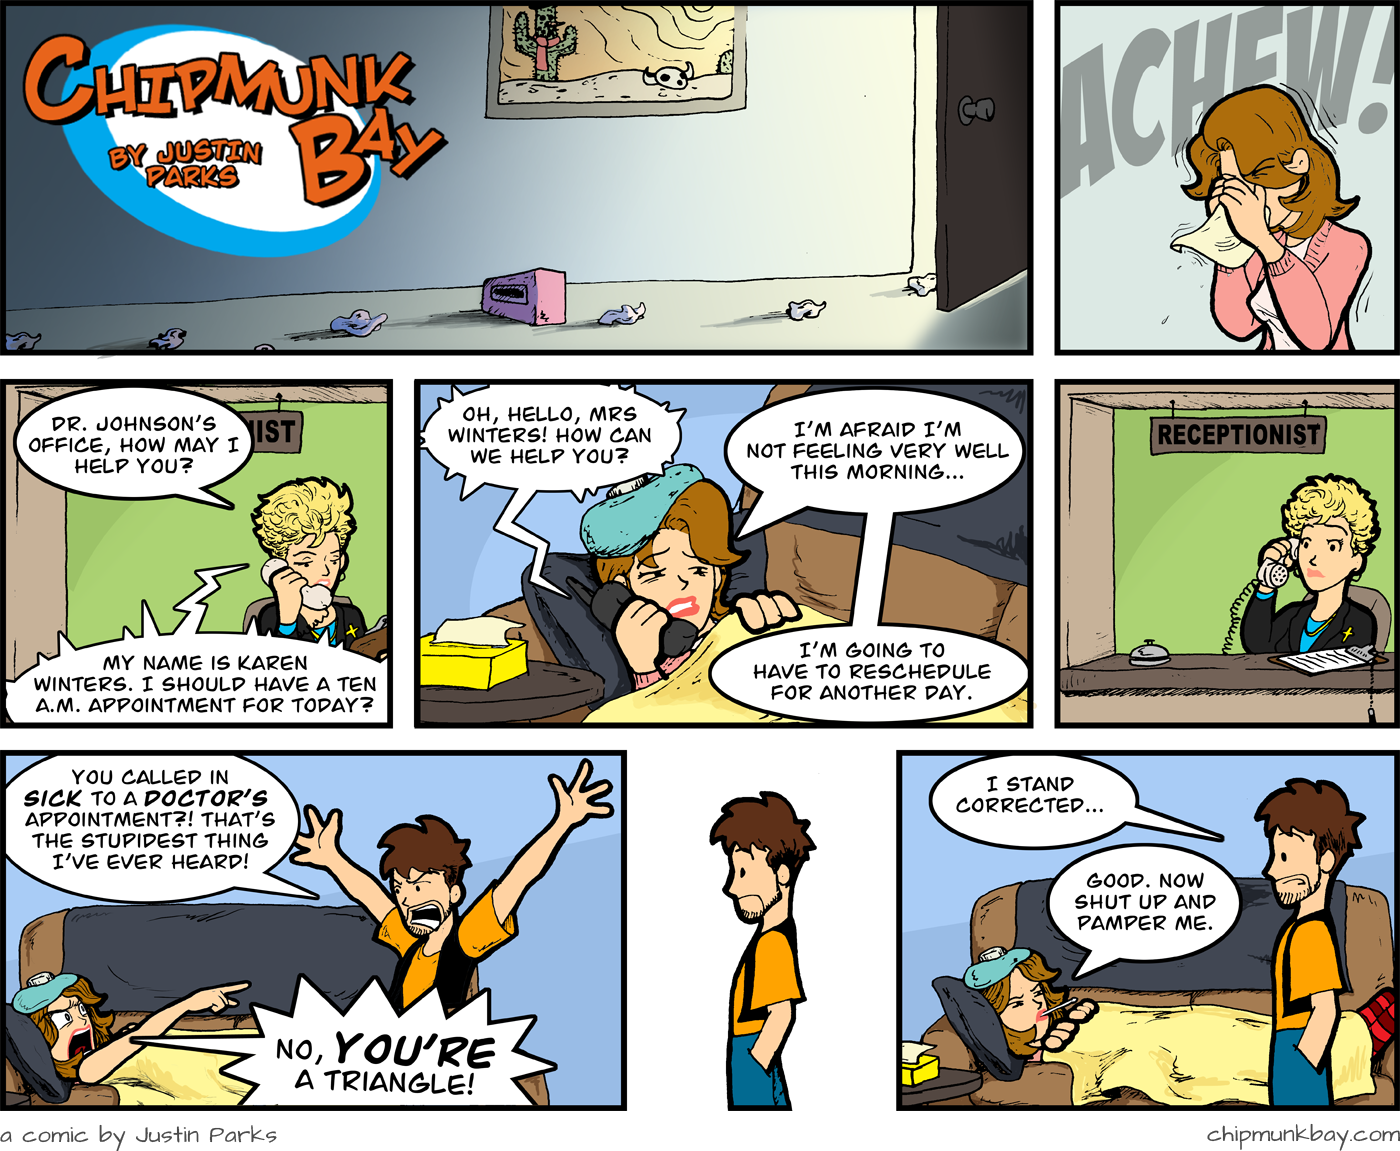 CHIPMUNK
BAY
BY JUSTIN
PARKS
ACHEW!
DR. JOHNSON'S
OFFICE, HOW MAY I
HELP YOU?
IST
MY NAME IS KAREN
WINTERS. I SHOULD HAVE A TEN
A.M. APPOINTMENT FOR TODAY?
OH, HELLO, MRS
WINTERS! HOW CAN
WE HELP YOU?
I'M AFRAID I'M
NOT FEELING VERY WELL
THIS MORNING...
I'M GOING TO
HAVE TO RESCHEDULE
FOR ANOTHER DAY.
RECEPTIONIST
YOU CALLED IN
SICK TO A DOCTOR'S
APPOINTMENT?! THAT'S
THE STUPIDEST THING
I'VE EVER HEARD!
NO, YOU'RE
A TRIANGLE!
I STAND
CORRECTED...
GOOD. NOW
SHUT UP AND
PAMPER ME.
a comic by Justin Parks
chipmunkbay.com